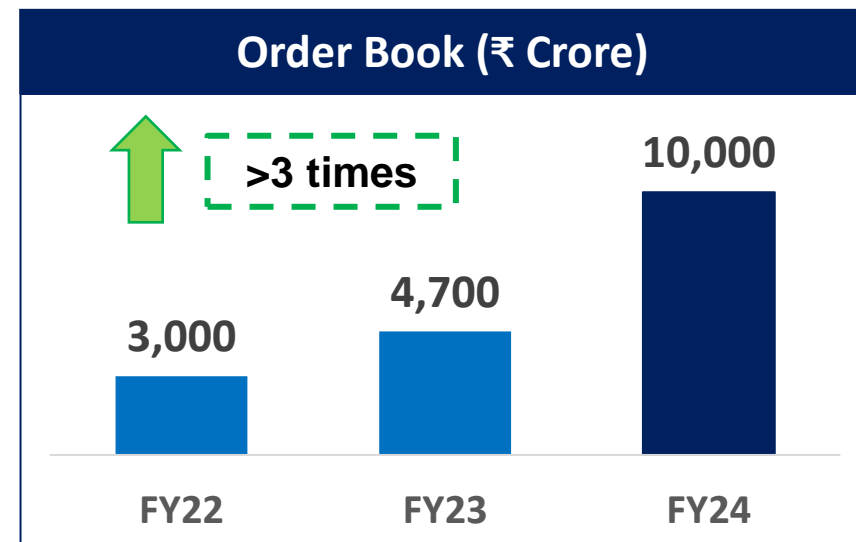 Order Book (₹ Crore)
>3 times
10,000
4,700
3,000
FY22 FY23 FY24